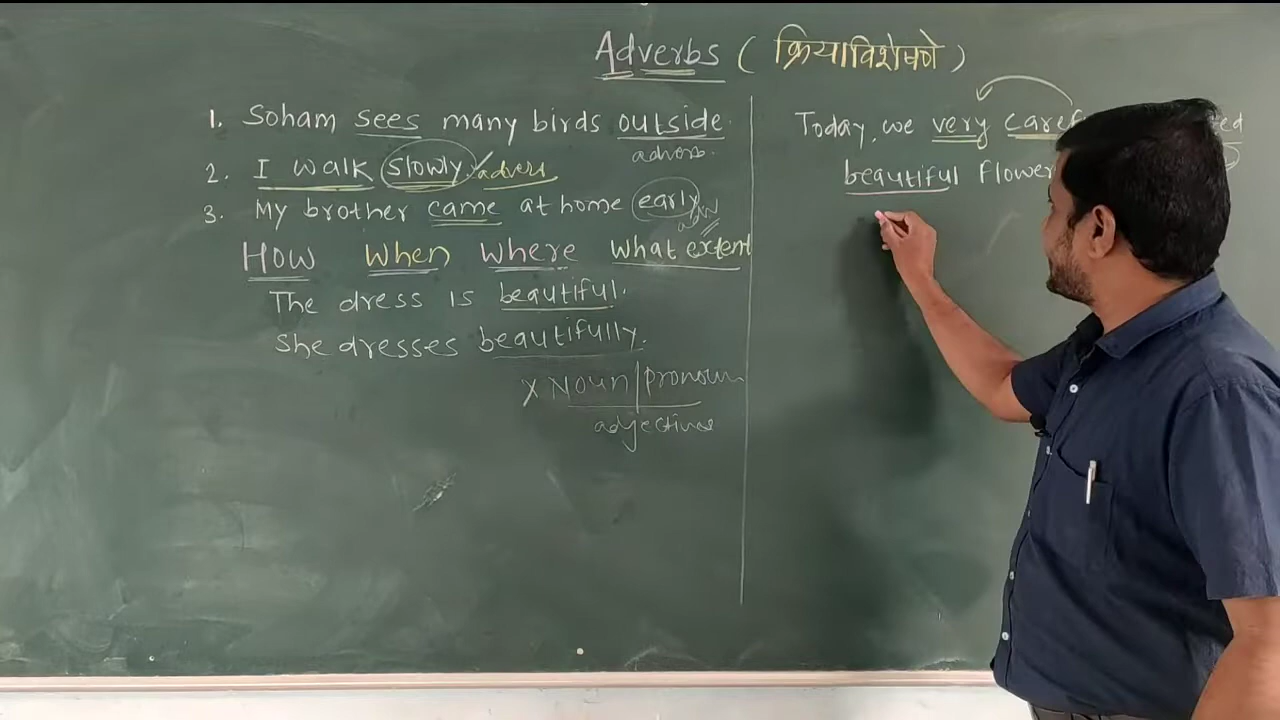 Adverbs ( क्रियाविशेषणे )
1. Soham sees many birds outside.
adverb.
2. I walk slowly. adverb
3. My brother came at home early
adv
How When Where What extent
The dress is beautiful.
She dresses beautifully.
x Noun | pronoun
adjective
Today, we very
beautiful flower